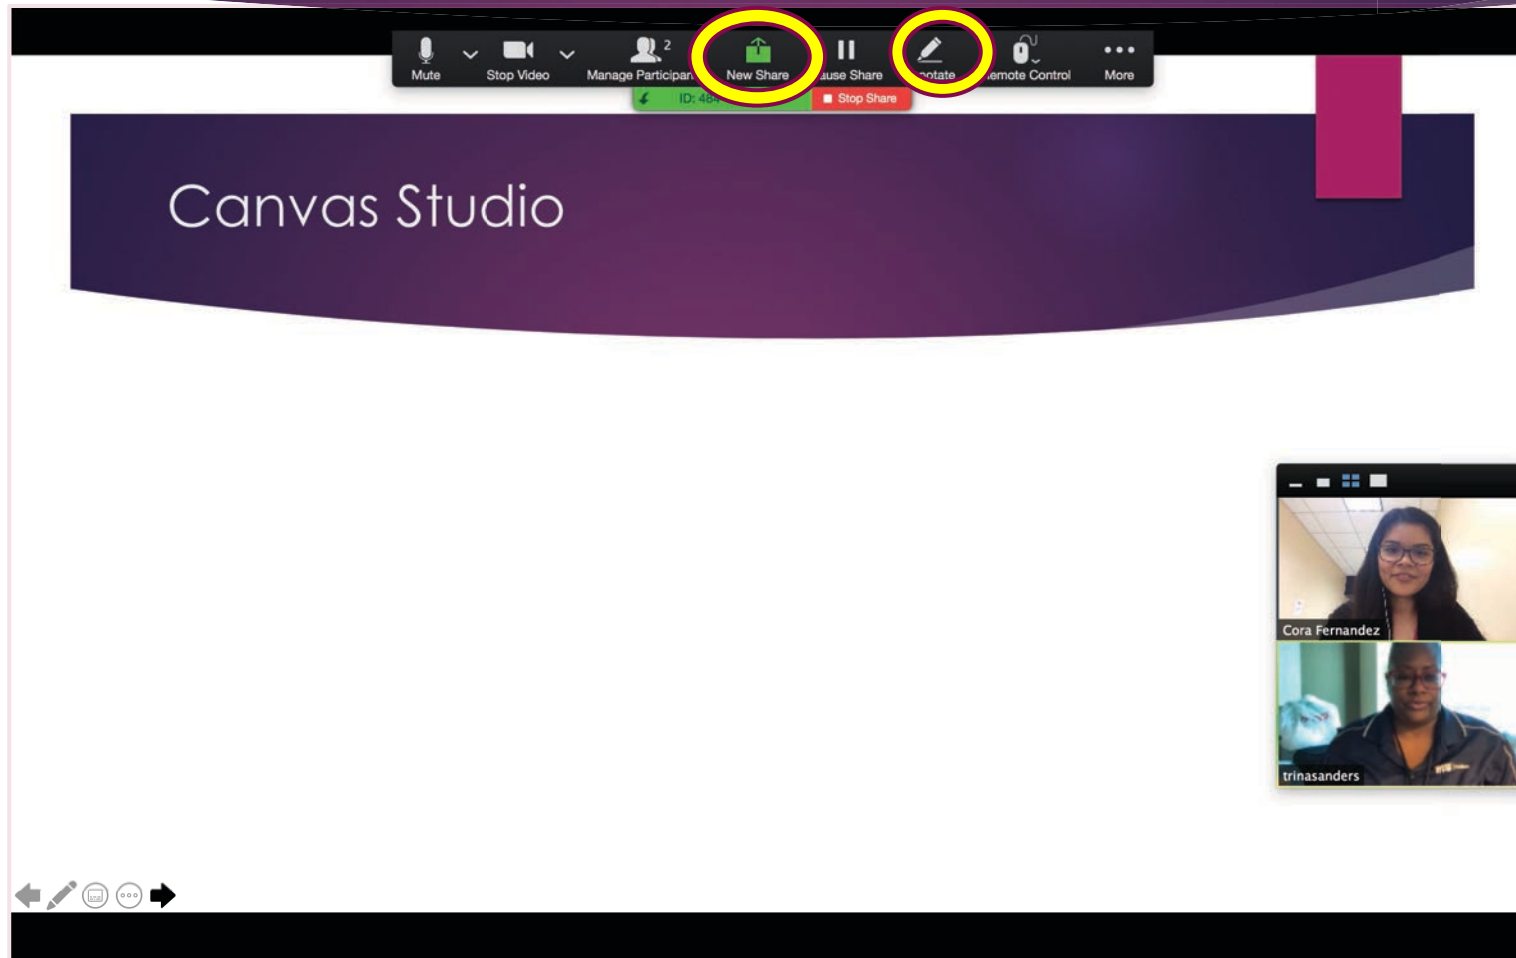 2
Mute Stop Video Manage Participan New Share ause Share notate emote Control More
ID: 484 Stop Share
Canvas Studio
Cora Fernandez
trinasanders